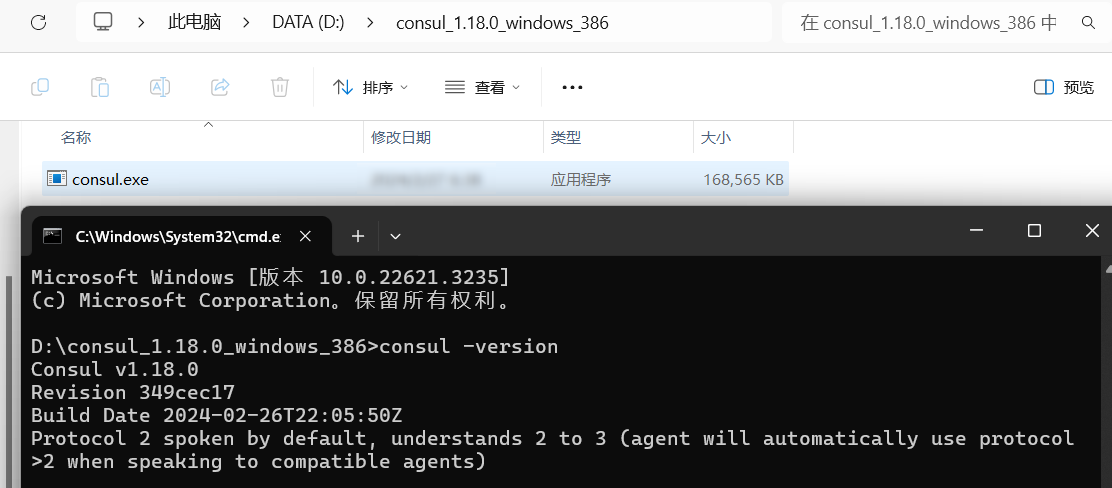 此电脑 > DATA (D:) > consul_1.18.0_windows_386
在 consul_1.18.0_windows_386 中
排序 查看 ••• 预览
名称 修改日期 类型 大小
consul.exe 应用程序 168,565 KB
C:\Windows\System32\cmd.e
Microsoft Windows [版本 10.0.22621.3235]
(c) Microsoft Corporation。保留所有权利。
D:\consul_1.18.0_windows_386>consul -version
Consul v1.18.0
Revision 349cec17
Build Date 2024-02-26T22:05:50Z
Protocol 2 spoken by default, understands 2 to 3 (agent will automatically use protocol
>2 when speaking to compatible agents)